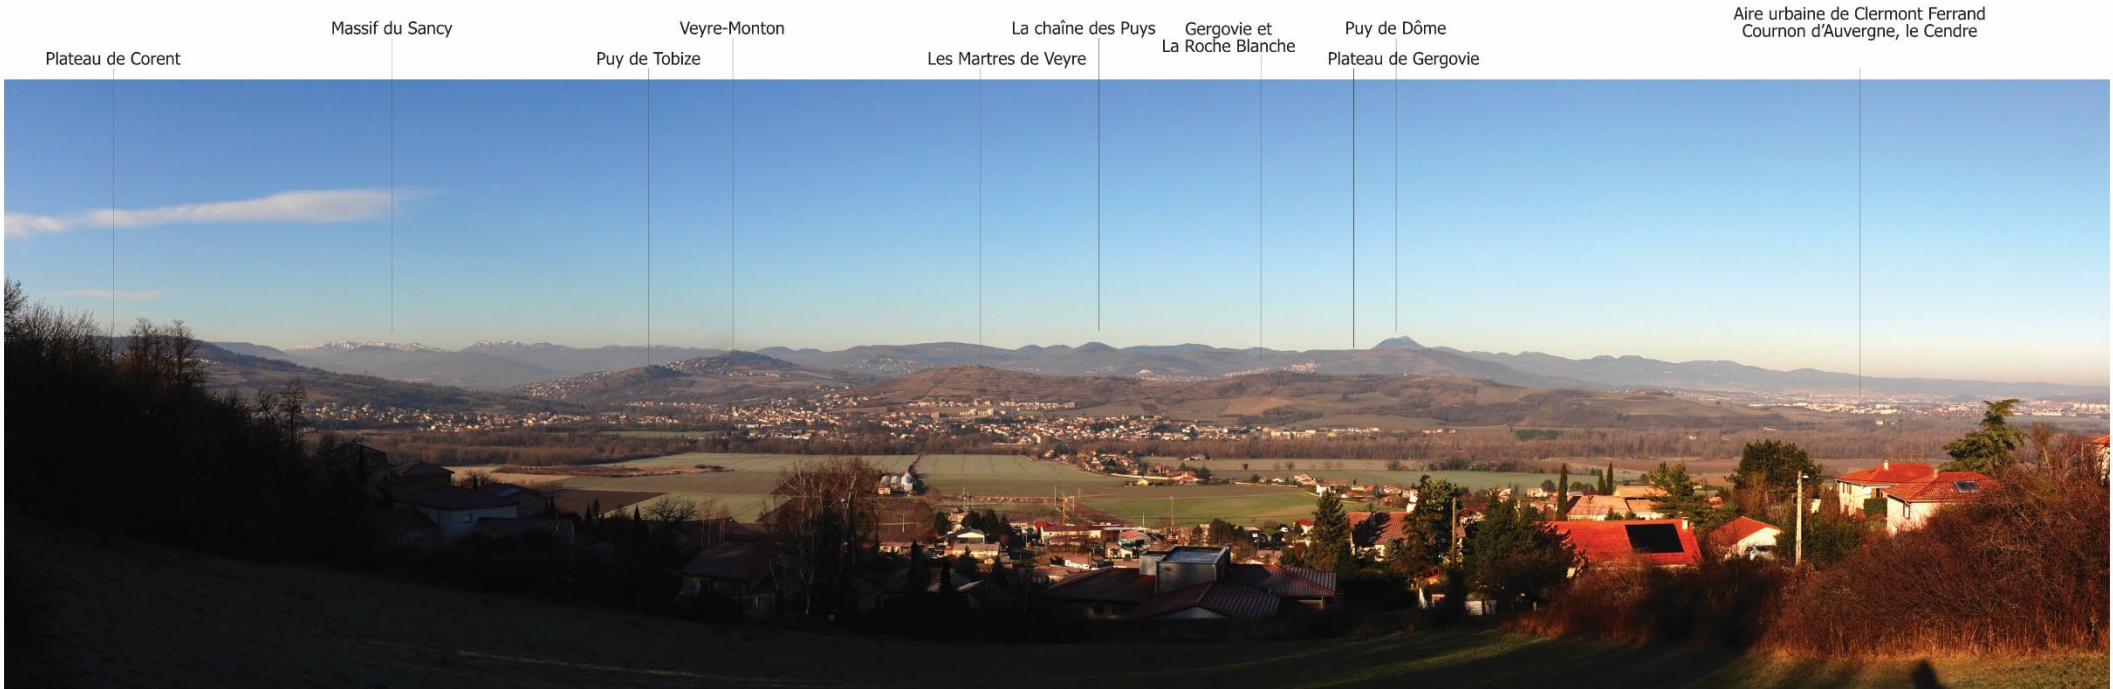 Plateau de Corent
Massif du Sancy
Puy de Tobize
Veyre-Monton
Les Martres de Veyre
La chaîne des Puys
Gergovie et
La Roche Blanche
Plateau de Gergovie
Puy de Dôme
Aire urbaine de Clermont Ferrand
Cournon d'Auvergne, le Cendre